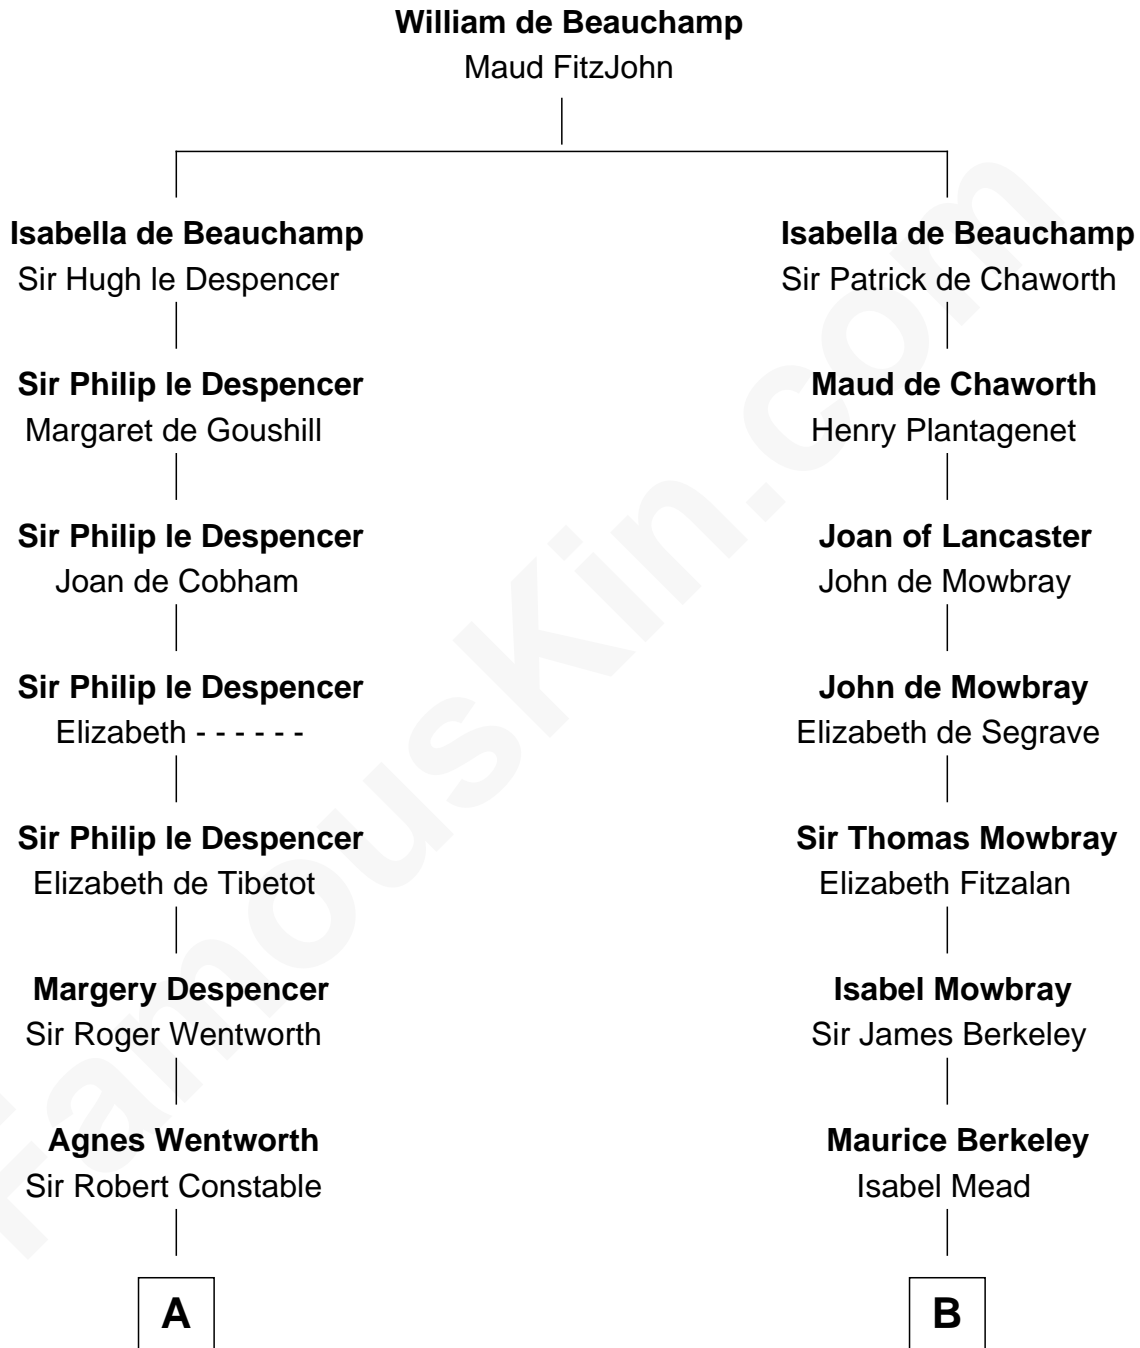 William de Beauchamp
Maud FitzJohn
Isabella de Beauchamp
Sir Hugh le Despencer
Sir Philip le Despencer
Margaret de Goushill
Sir Philip le Despencer
Joan de Cobham
Sir Philip le Despencer
Elizabeth - - - - - -
Sir Philip le Despencer
Elizabeth de Tibetot
Margery Despencer
Sir Roger Wentworth
Agnes Wentworth
Sir Robert Constable
A
Isabella de Beauchamp
Sir Patrick de Chaworth
Maud de Chaworth
Henry Plantagenet
Joan of Lancaster
John de Mowbray
John de Mowbray
Elizabeth de Segrave
Sir Thomas Mowbray
Elizabeth Fitzalan
Isabel Mowbray
Sir James Berkeley
Maurice Berkeley
Isabel Mead
B
FamousKin.com